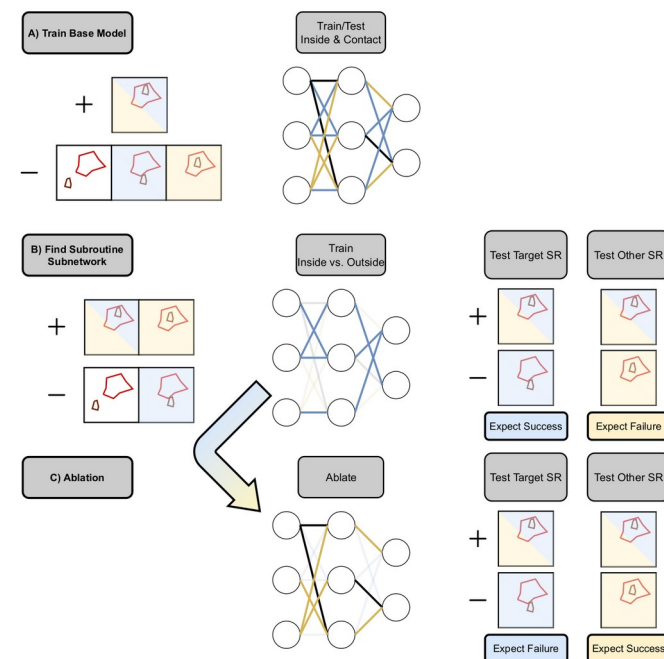 A) Train Base Model
Train/Test
Inside & Contact
+
−
B) Find Subroutine
Subnetwork
Train
Inside vs. Outside
Test Target SR
Test Other SR
+
−
+
−
Expect Success
Expect Failure
C) Ablation
Ablate
Test Target SR
Test Other SR
+
−
Expect Failure
Expect Success